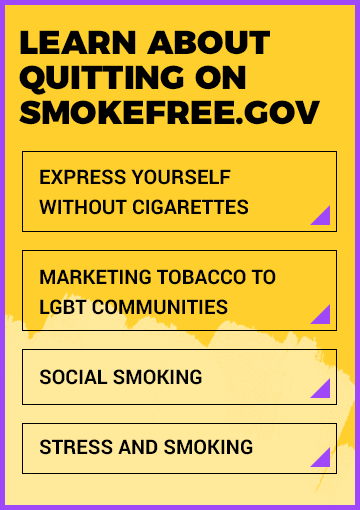 LEARN ABOUT
QUITTING ON
SMOKEFREE.GOV
EXPRESS YOURSELF
WITHOUT CIGARETTES
MARKETING TOBACCO TO
LGBT COMMUNITIES
SOCIAL SMOKING
STRESS AND SMOKING